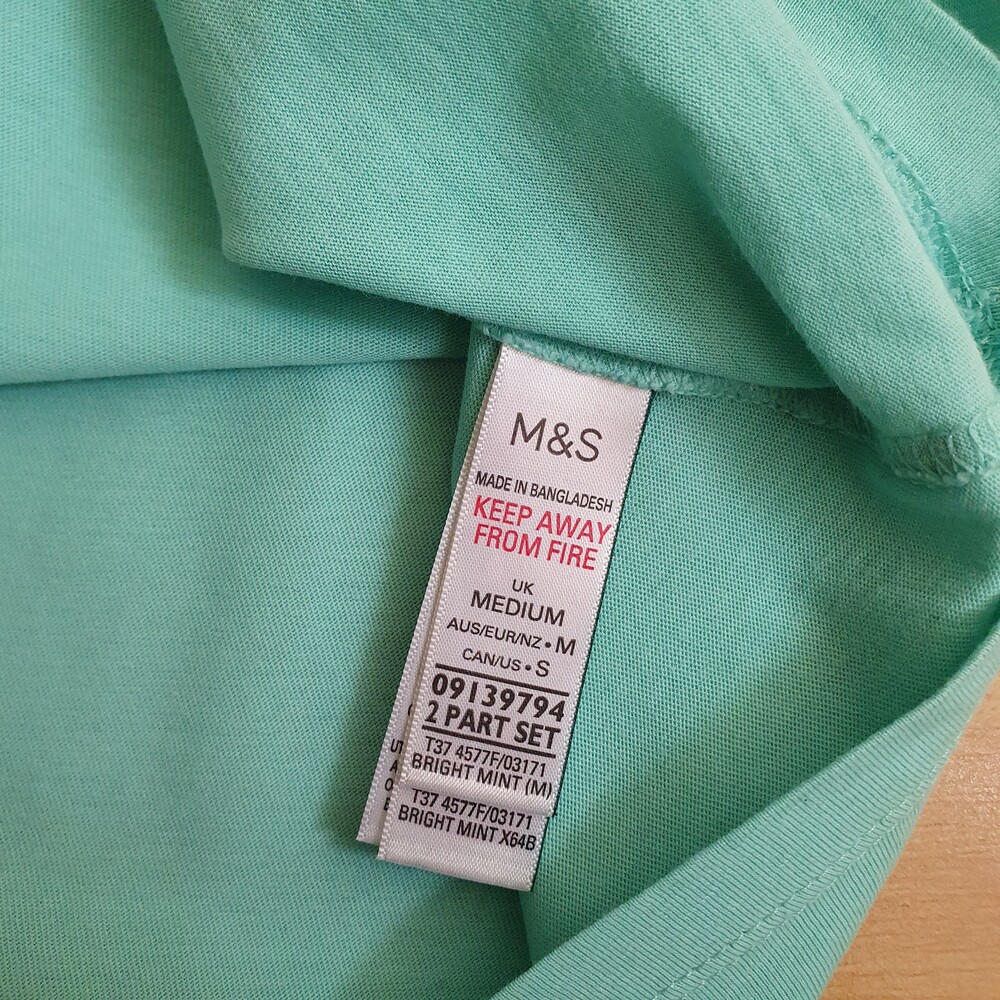 M&S
MADE IN BANGLADESH
KEEP AWAY
FROM FIRE
UK
MEDIUM
AUS/EUR/NZ • M
CAN/US • S
09139794
2 PART SET
T37 4577F/03171
BRIGHT MINT (M)
T37 4577F/03171
BRIGHT MINT X64B